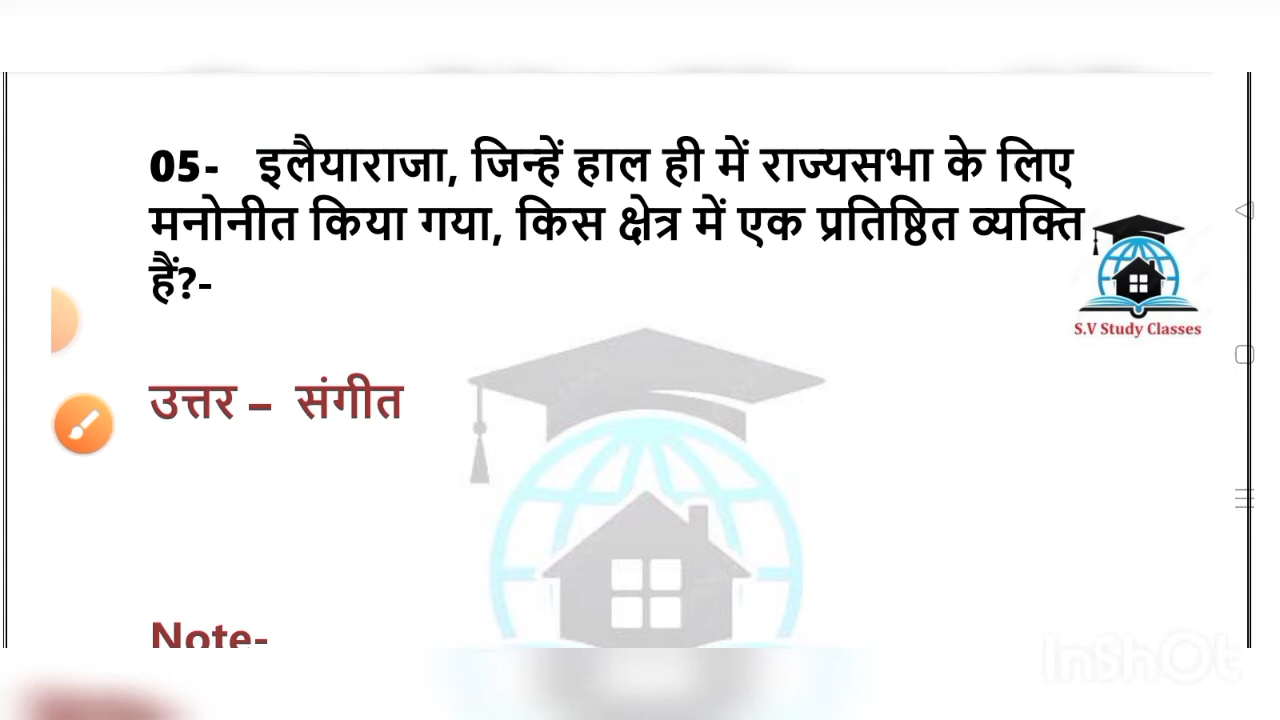 05- इलैयाराजा, जिन्हें हाल ही में राज्यसभा के लिए
मनोनीत किया गया, किस क्षेत्र में एक प्रतिष्ठित व्यक्ति
हैं?-
S.V Study Classes
उत्तर – संगीत
Note-
InShOt